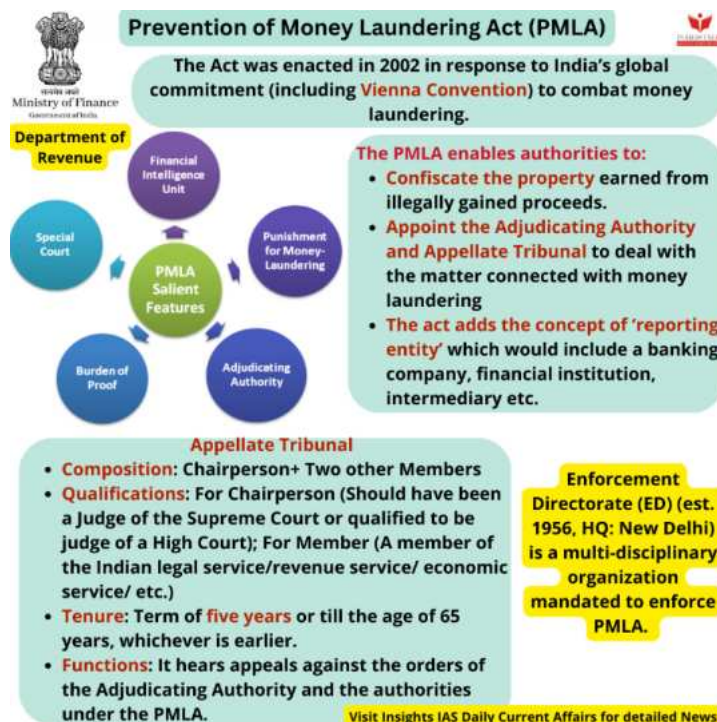 Prevention of Money Laundering Act (PMLA)
सत्यमेव जयते
Ministry of Finance
Government of India
The Act was enacted in 2002 in response to India's global
commitment (including Vienna Convention) to combat money
laundering.
Department of
Revenue
Financial
Intelligence
Unit
Special
Court
Punishment
for Money-
Laundering
PMLA
Salient
Features
Burden of
Proof
Adjudicating
Authority
The PMLA enables authorities to:
• Confiscate the property earned from
illegally gained proceeds.
• Appoint the Adjudicating Authority
and Appellate Tribunal to deal with
the matter connected with money
laundering
• The act adds the concept of 'reporting
entity' which would include a banking
company, financial institution,
intermediary etc.
Appellate Tribunal
• Composition: Chairperson+ Two other Members
• Qualifications: For Chairperson (Should have been
a Judge of the Supreme Court or qualified to be
judge of a High Court); For Member (A member of
the Indian legal service/revenue service/ economic
service/ etc.)
• Tenure: Term of five years or till the age of 65
years, whichever is earlier.
• Functions: It hears appeals against the orders of
the Adjudicating Authority and the authorities
under the PMLA.
Enforcement
Directorate (ED) (est.
1956, HQ: New Delhi)
is a multi-disciplinary
organization
mandated to enforce
PMLA.
Visit Insights IAS Daily Current Affairs for detailed News